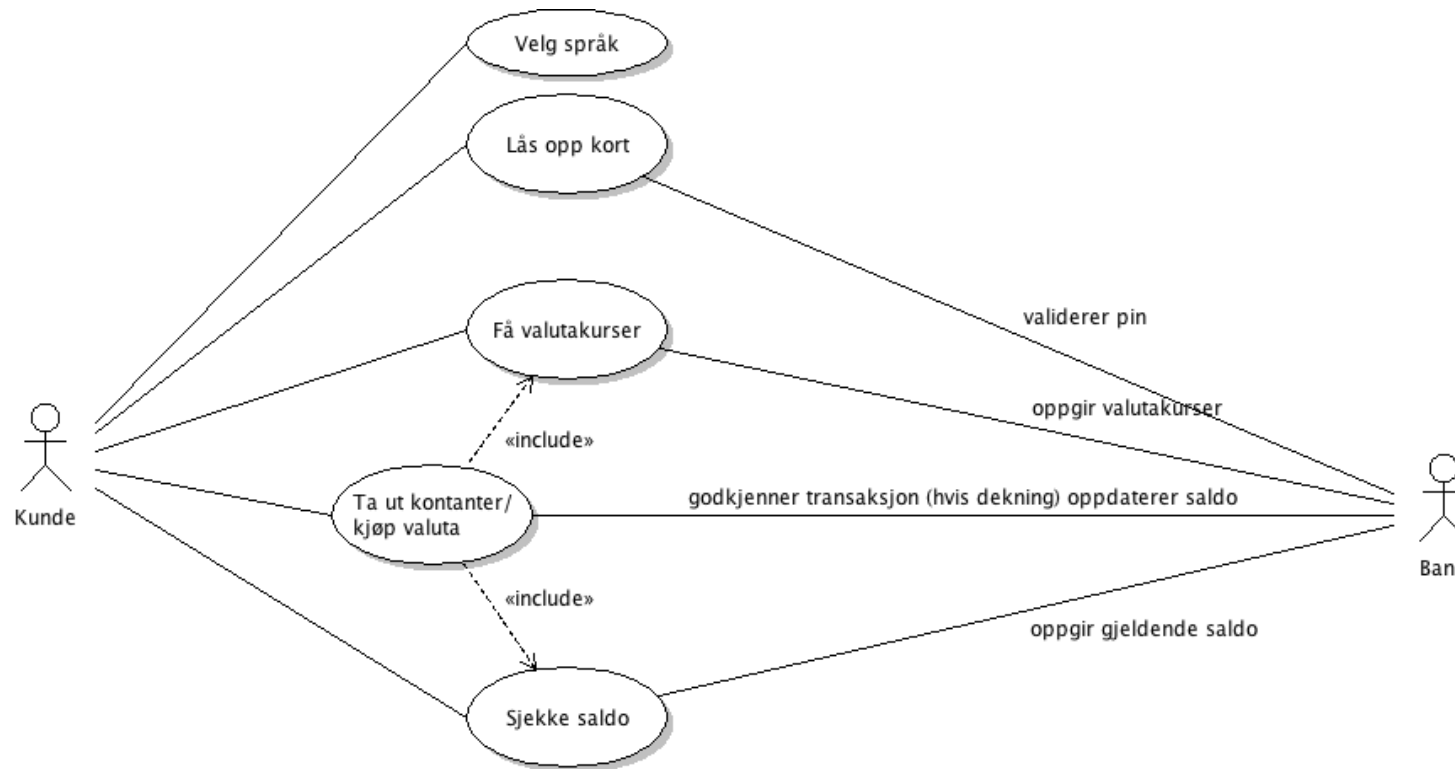 Velg språk
Lås opp kort
validerer pin
Få valutakurser
oppgir valutakurser
«include»
Kunde
Ta ut kontanter/
kjøp valuta
godkjenner transaksjon (hvis dekning) oppdaterer saldo
Ban
«include»
oppgir gjeldende saldo
Sjekke saldo